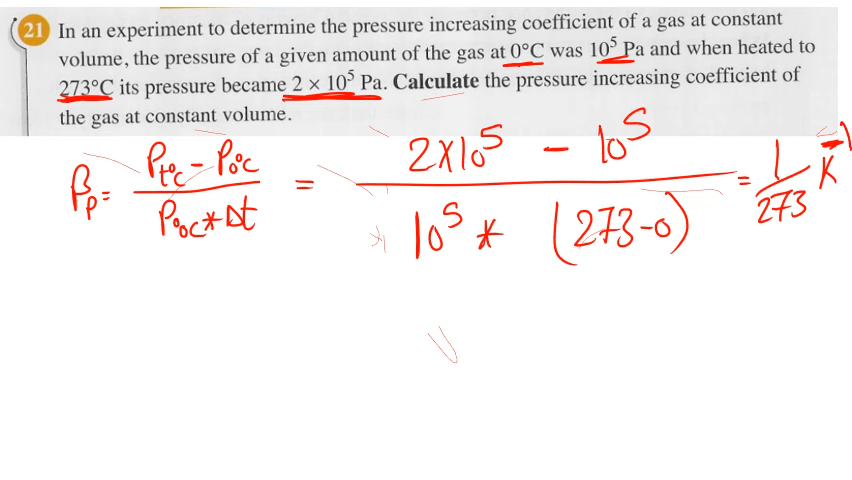 21 In an experiment to determine the pressure increasing coefficient of a gas at constant
volume, the pressure of a given amount of the gas at 0°C was 10⁵ Pa and when heated to
273°C its pressure became 2 × 10⁵ Pa. Calculate the pressure increasing coefficient of
the gas at constant volume.
βp = (Pt°c - P0°c) / (P0°c * Δt) = (2×10⁵ - 10⁵) / (10⁵ * (273-0)) = 1/273 K⁻¹